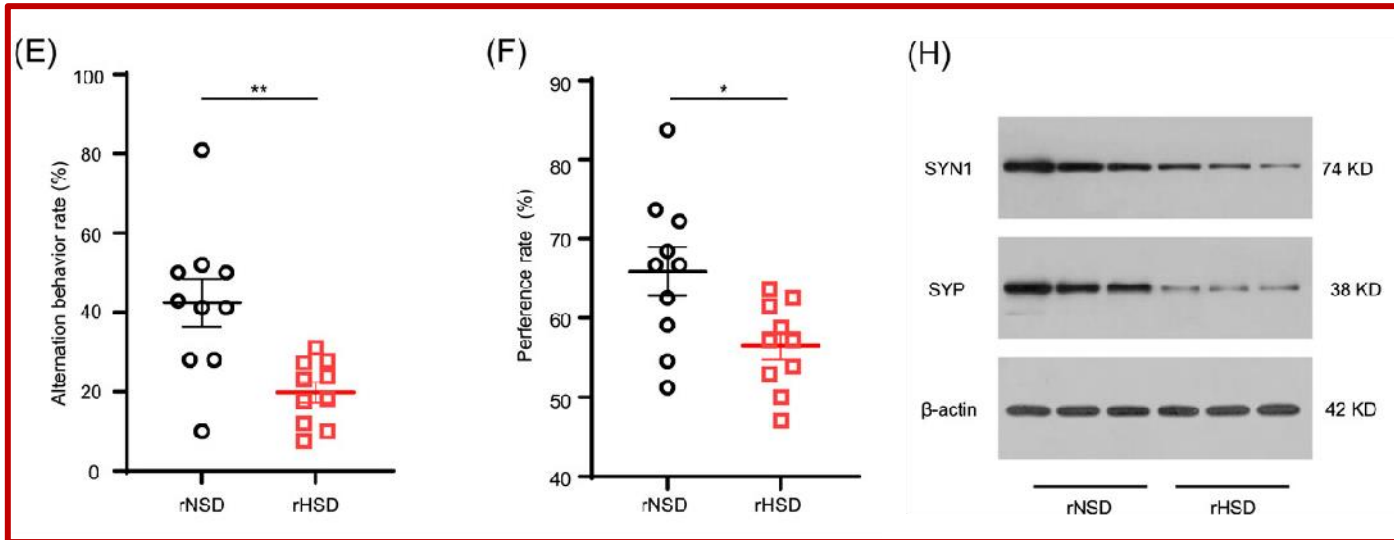 (E)
100
80
60
40
20
0
Alternation behavior rate (%)
**
rNSD
rHSD
(F)
90
80
70
60
50
40
Perference rate (%)
*
rNSD
rHSD
(H)
SYN1
74 KD
SYP
38 KD
β-actin
42 KD
rNSD
rHSD